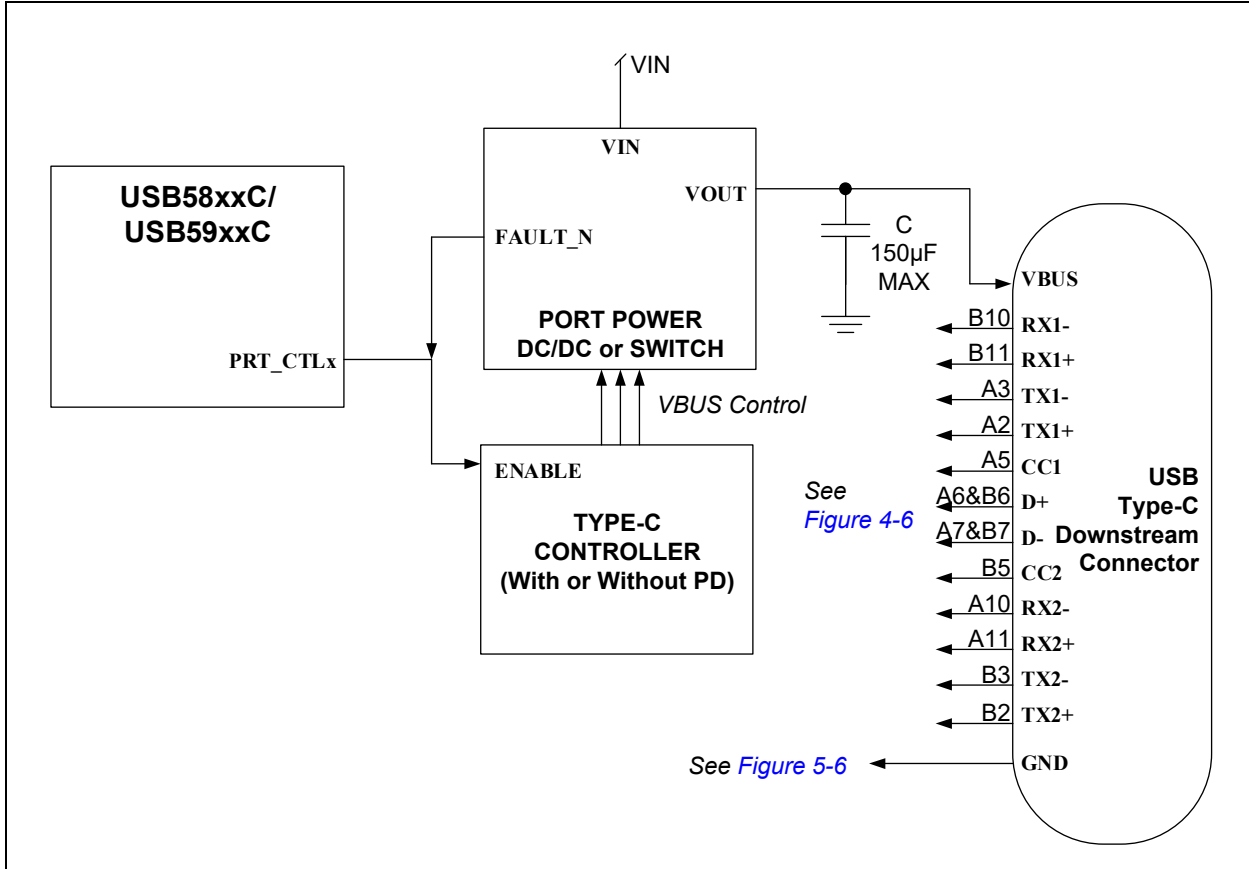 VIN
USB58xxC/
USB59xxC
PRT_CTLx
VIN
VOUT
FAULT_N
PORT POWER
DC/DC or SWITCH
C
150µF
MAX
VBUS Control
ENABLE
TYPE-C
CONTROLLER
(With or Without PD)
VBUS
B10 RX1-
B11 RX1+
A3 TX1-
A2 TX1+
A5 CC1
A6&B6 D+
A7&B7 D-
B5 CC2
A10 RX2-
A11 RX2+
B3 TX2-
B2 TX2+
GND
See
Figure 4-6
USB
Type-C
Downstream
Connector
See Figure 5-6